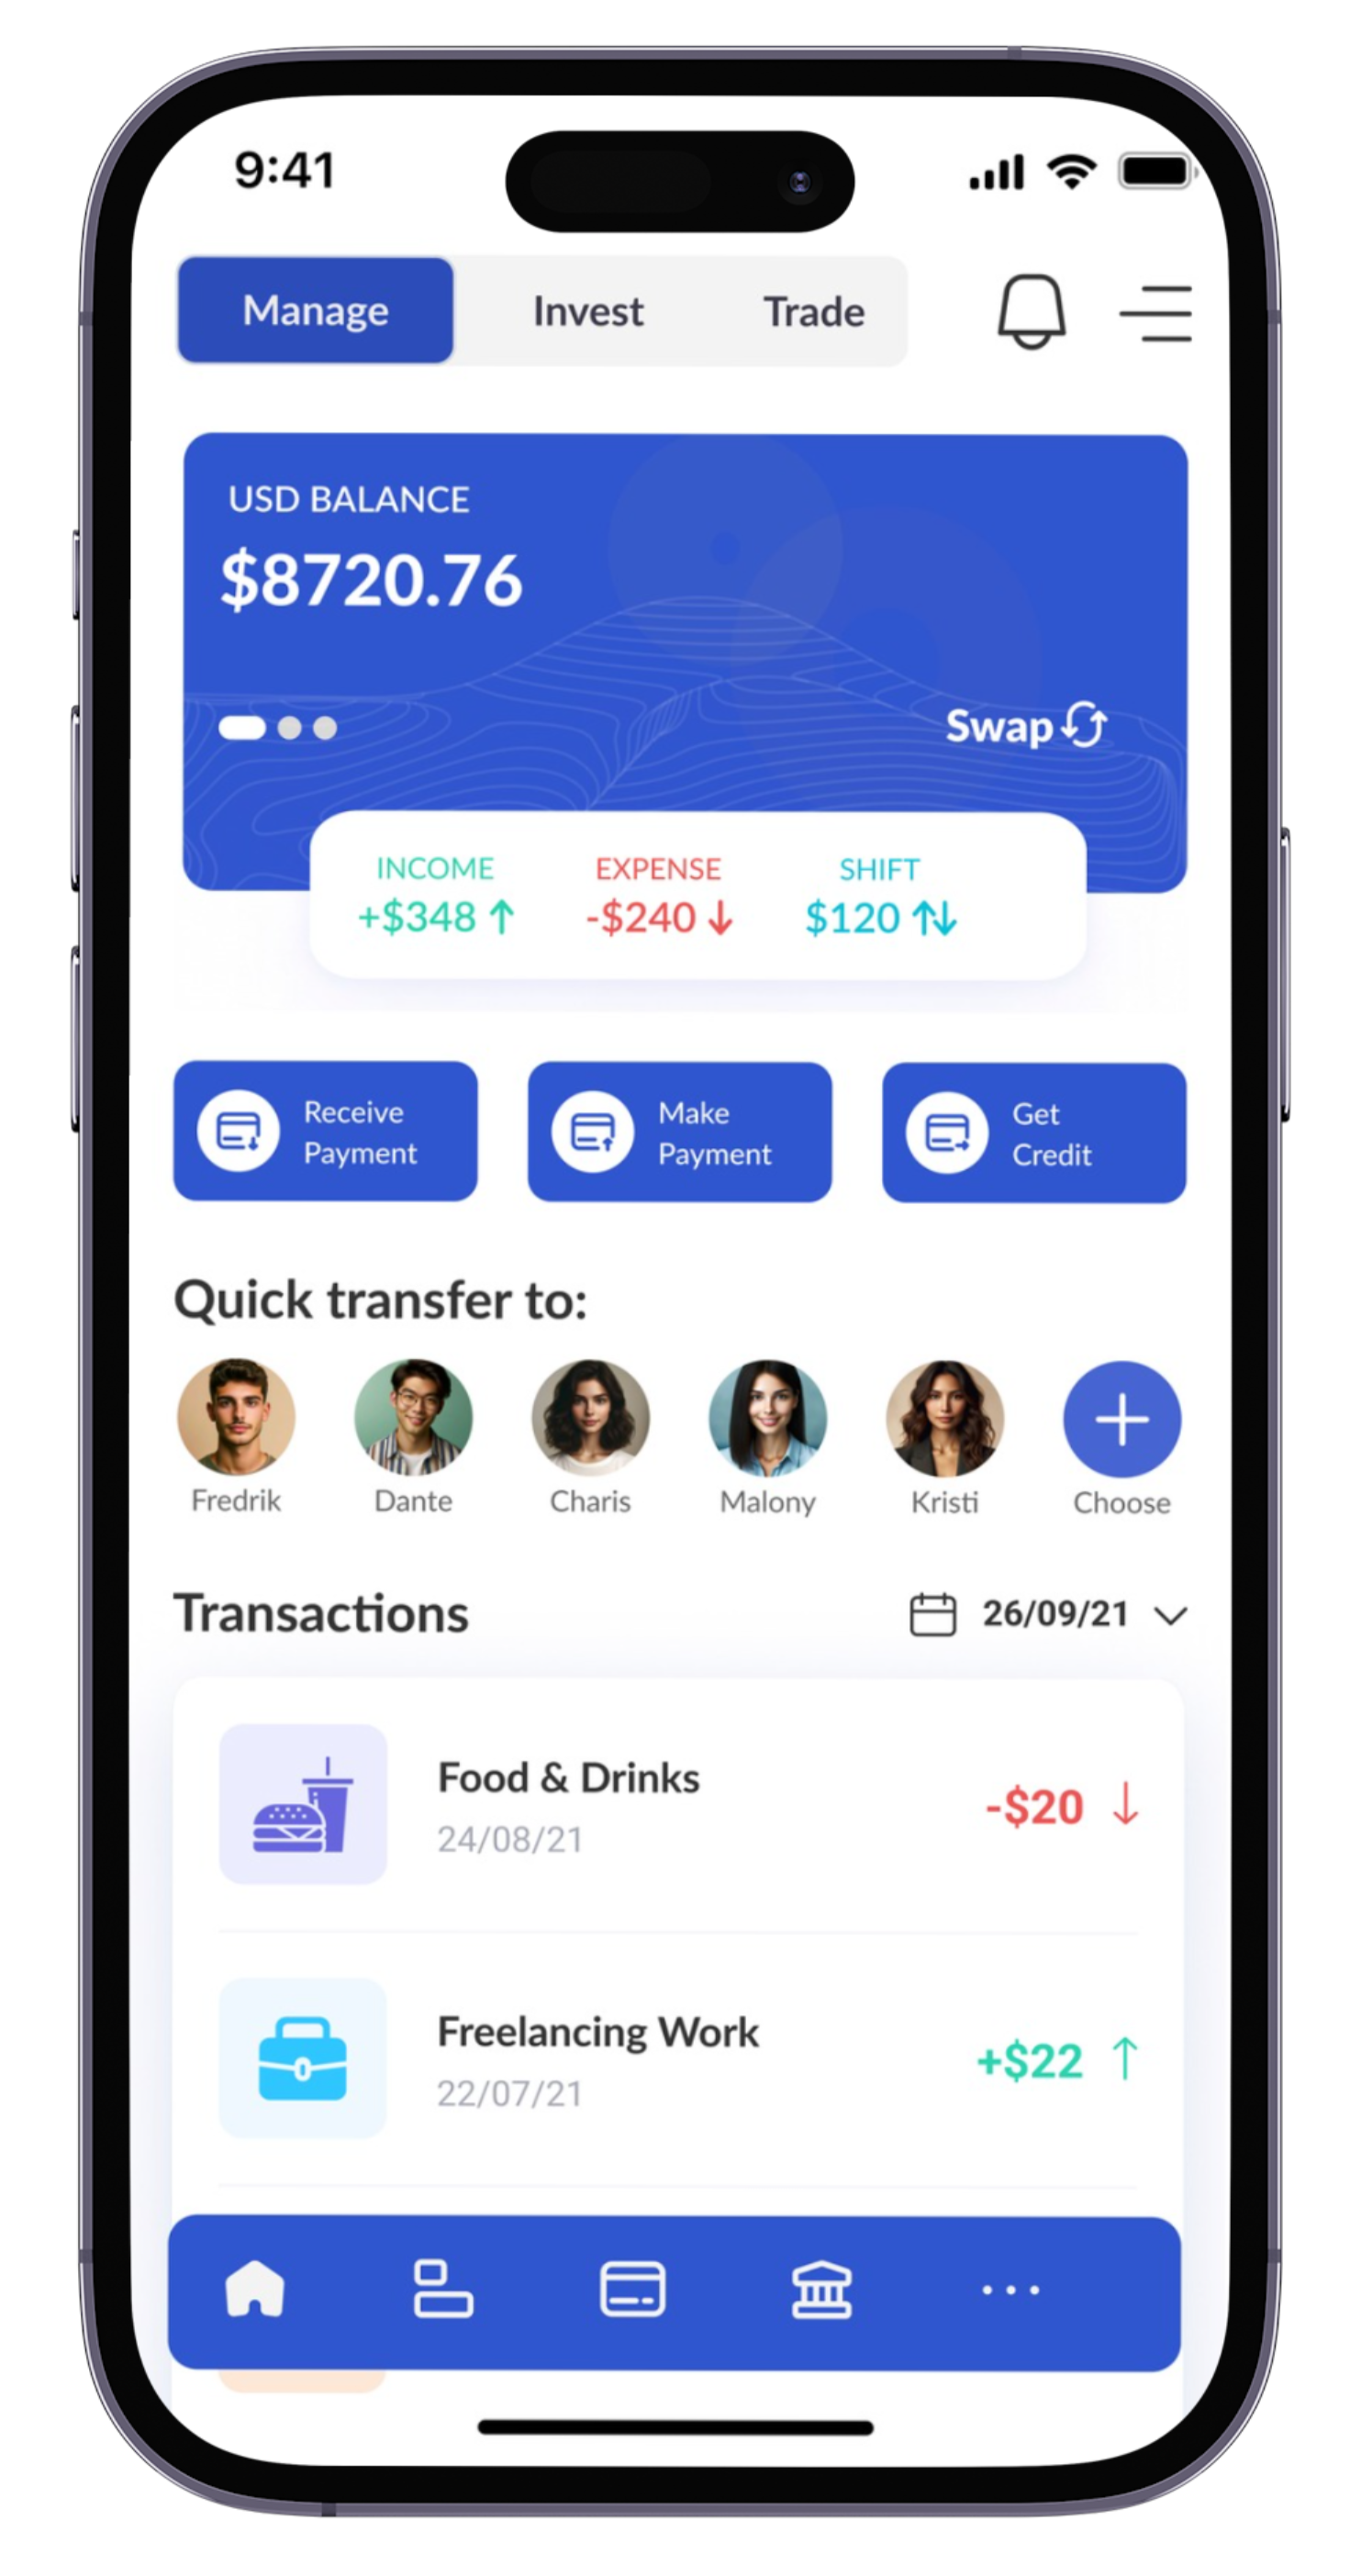 9:41
Manage Invest Trade
USD BALANCE
$8720.76
Swap
INCOME EXPENSE SHIFT
+$348 -$240 $120
Receive Payment
Make Payment
Get Credit
Quick transfer to:
Fredrik Dante Charis Malony Kristi Choose
Transactions 26/09/21
Food & Drinks
24/08/21
-$20
Freelancing Work
22/07/21
+$22